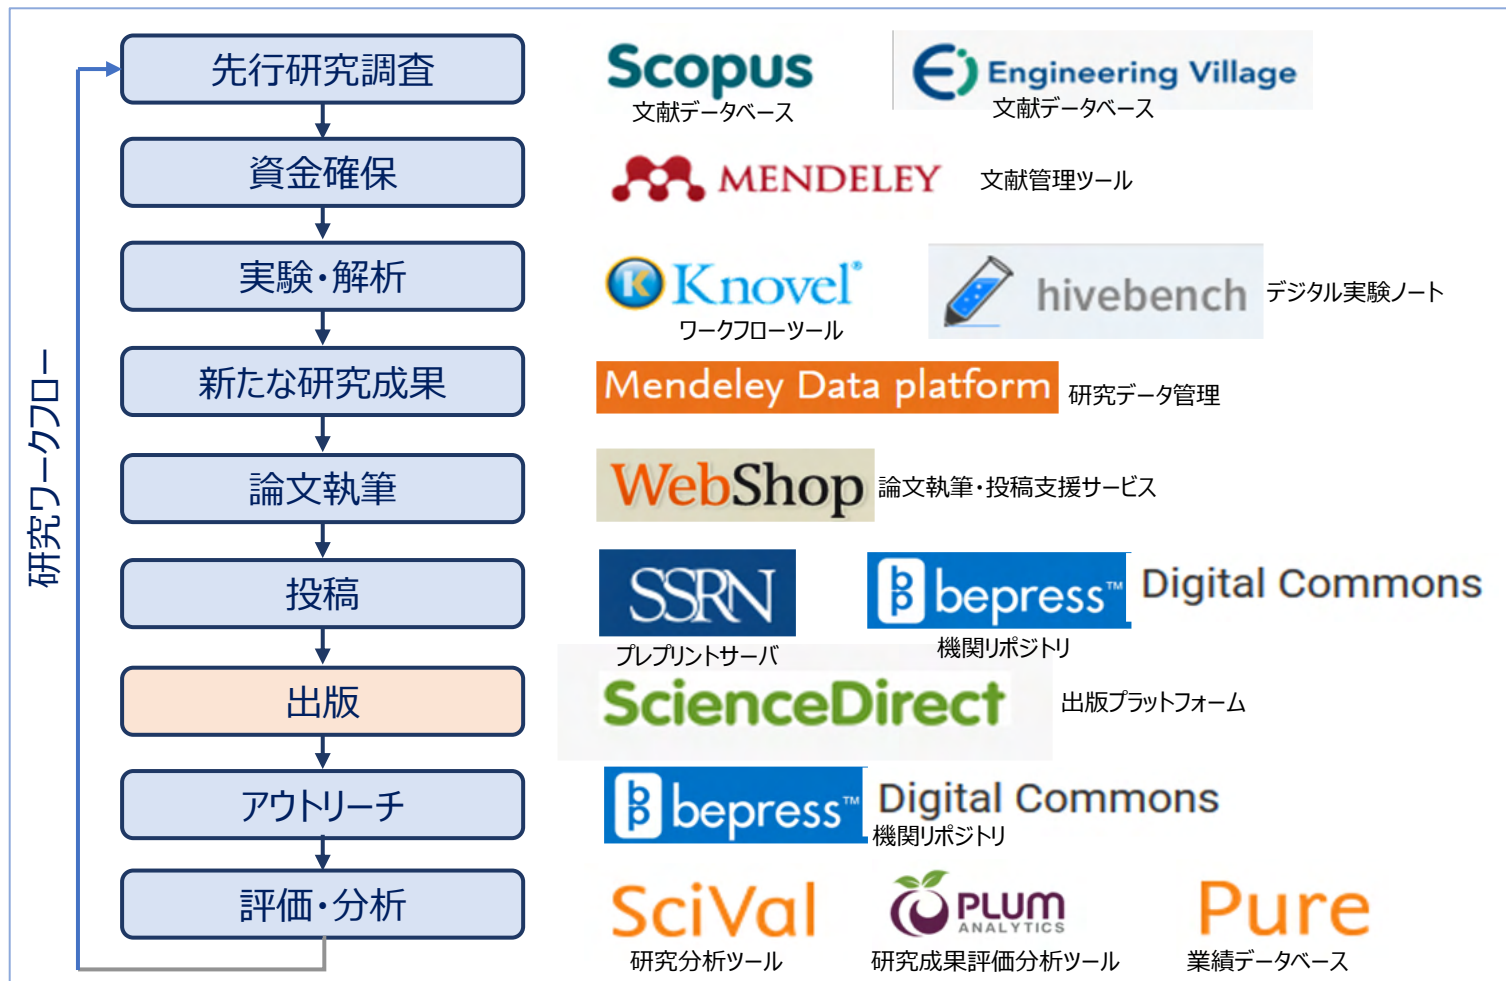 研究ワークフロー
先行研究調査
Scopus
文献データベース
Engineering Village
文献データベース
資金確保
MENDELEY
文献管理ツール
実験・解析
K Knovel®
ワークフローツール
hivebench
デジタル実験ノート
新たな研究成果
Mendeley Data platform
研究データ管理
論文執筆
WebShop
論文執筆・投稿支援サービス
投稿
SSRN
プレプリントサーバ
bp bepress™ Digital Commons
機関リポジトリ
出版
ScienceDirect
出版プラットフォーム
アウトリーチ
bp bepress™ Digital Commons
機関リポジトリ
評価・分析
SciVal
研究分析ツール
PLUM
ANALYTICS
研究成果評価分析ツール
Pure
業績データベース